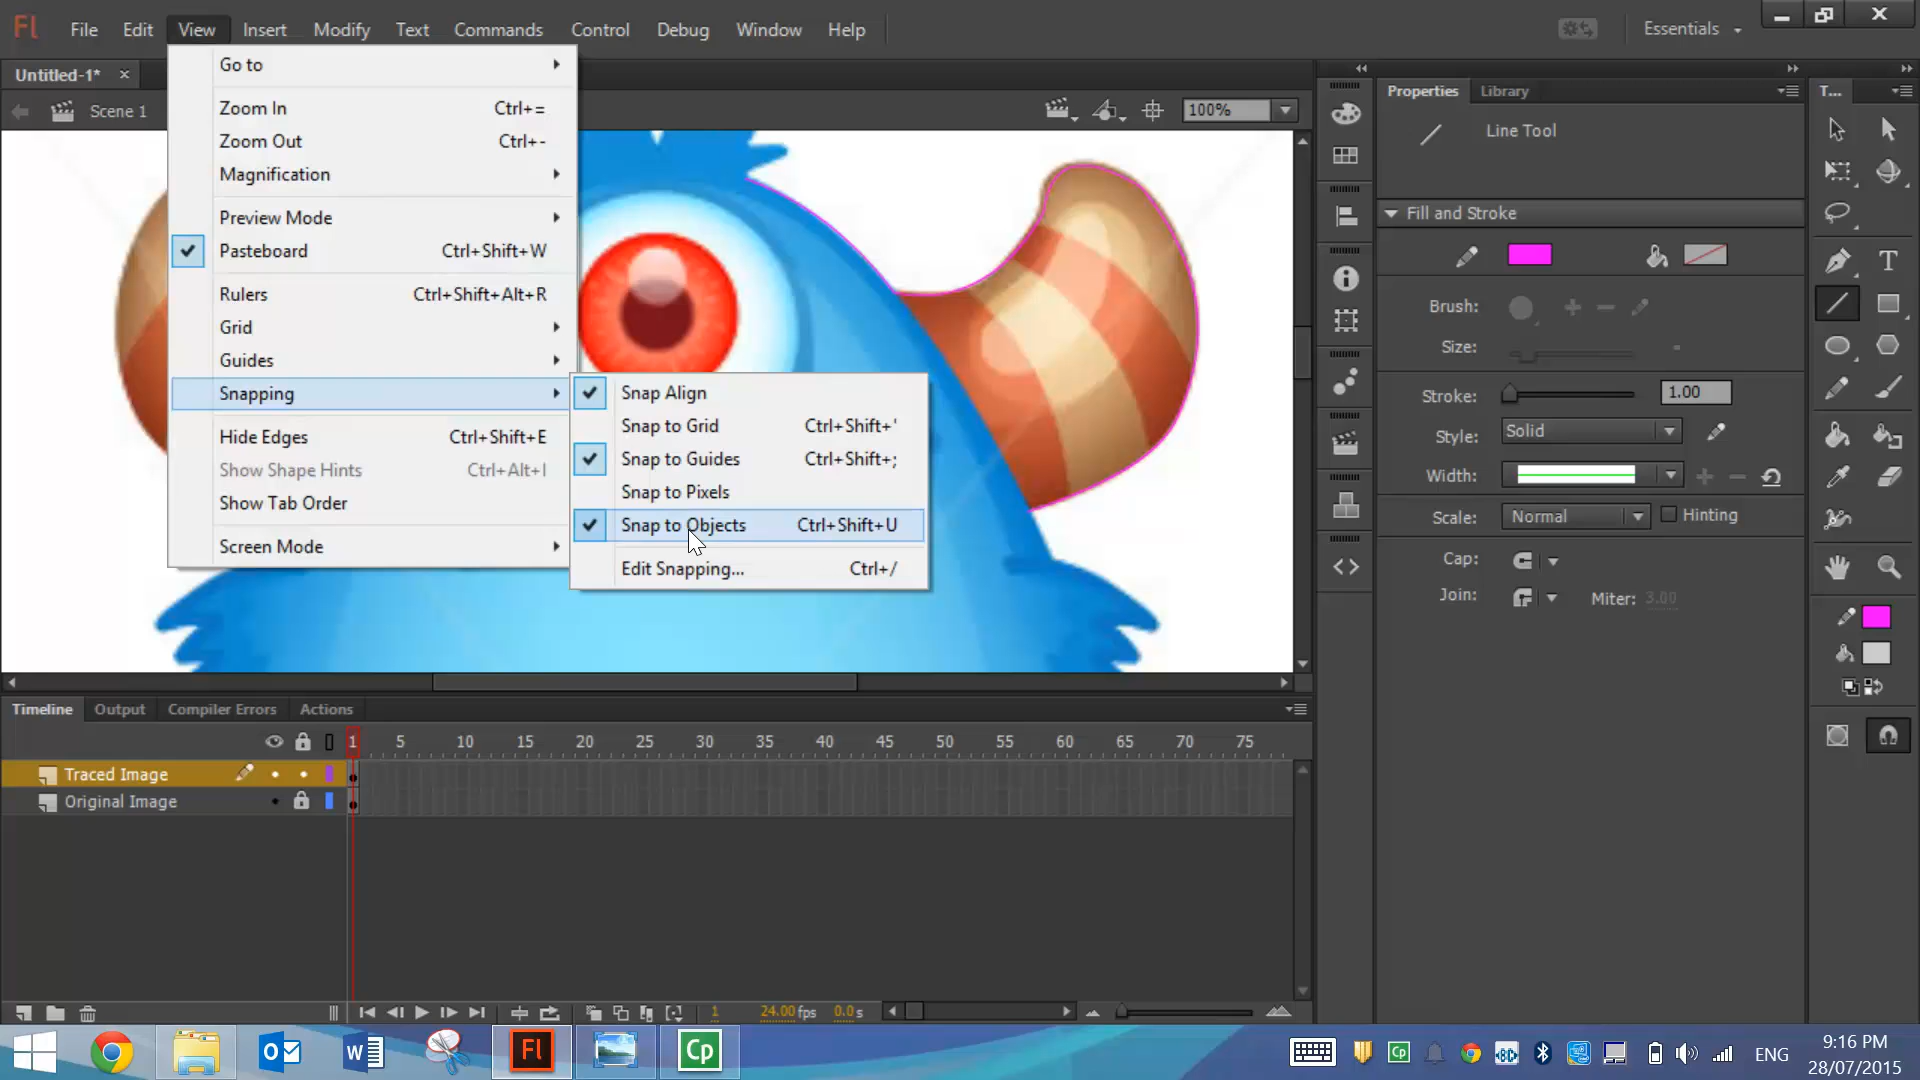 Fl File Edit View Insert Modify Text Commands Control Debug Window Help Essentials
Untitled-1* ×
Scene 1 100%
Go to
Zoom In Ctrl+=
Zoom Out Ctrl+-
Magnification
Preview Mode
Pasteboard Ctrl+Shift+W
Rulers Ctrl+Shift+Alt+R
Grid
Guides
Snapping
Hide Edges Ctrl+Shift+E
Show Shape Hints Ctrl+Alt+I
Show Tab Order
Screen Mode
Snap Align
Snap to Grid Ctrl+Shift+'
Snap to Guides Ctrl+Shift+;
Snap to Pixels
Snap to Objects Ctrl+Shift+U
Edit Snapping... Ctrl+/
Properties Library T...
Line Tool
Fill and Stroke
Brush:
Size:
Stroke: 1.00
Style: Solid
Width:
Scale: Normal Hinting
Cap:
Join: Miter: 3.00
Timeline Output Compiler Errors Actions
1 5 10 15 20 25 30 35 40 45 50 55 60 65 70 75
Traced Image
Original Image
1 24.00 fps 0.0 s
Fl Cp Cp ENG
9:16 PM
28/07/2015